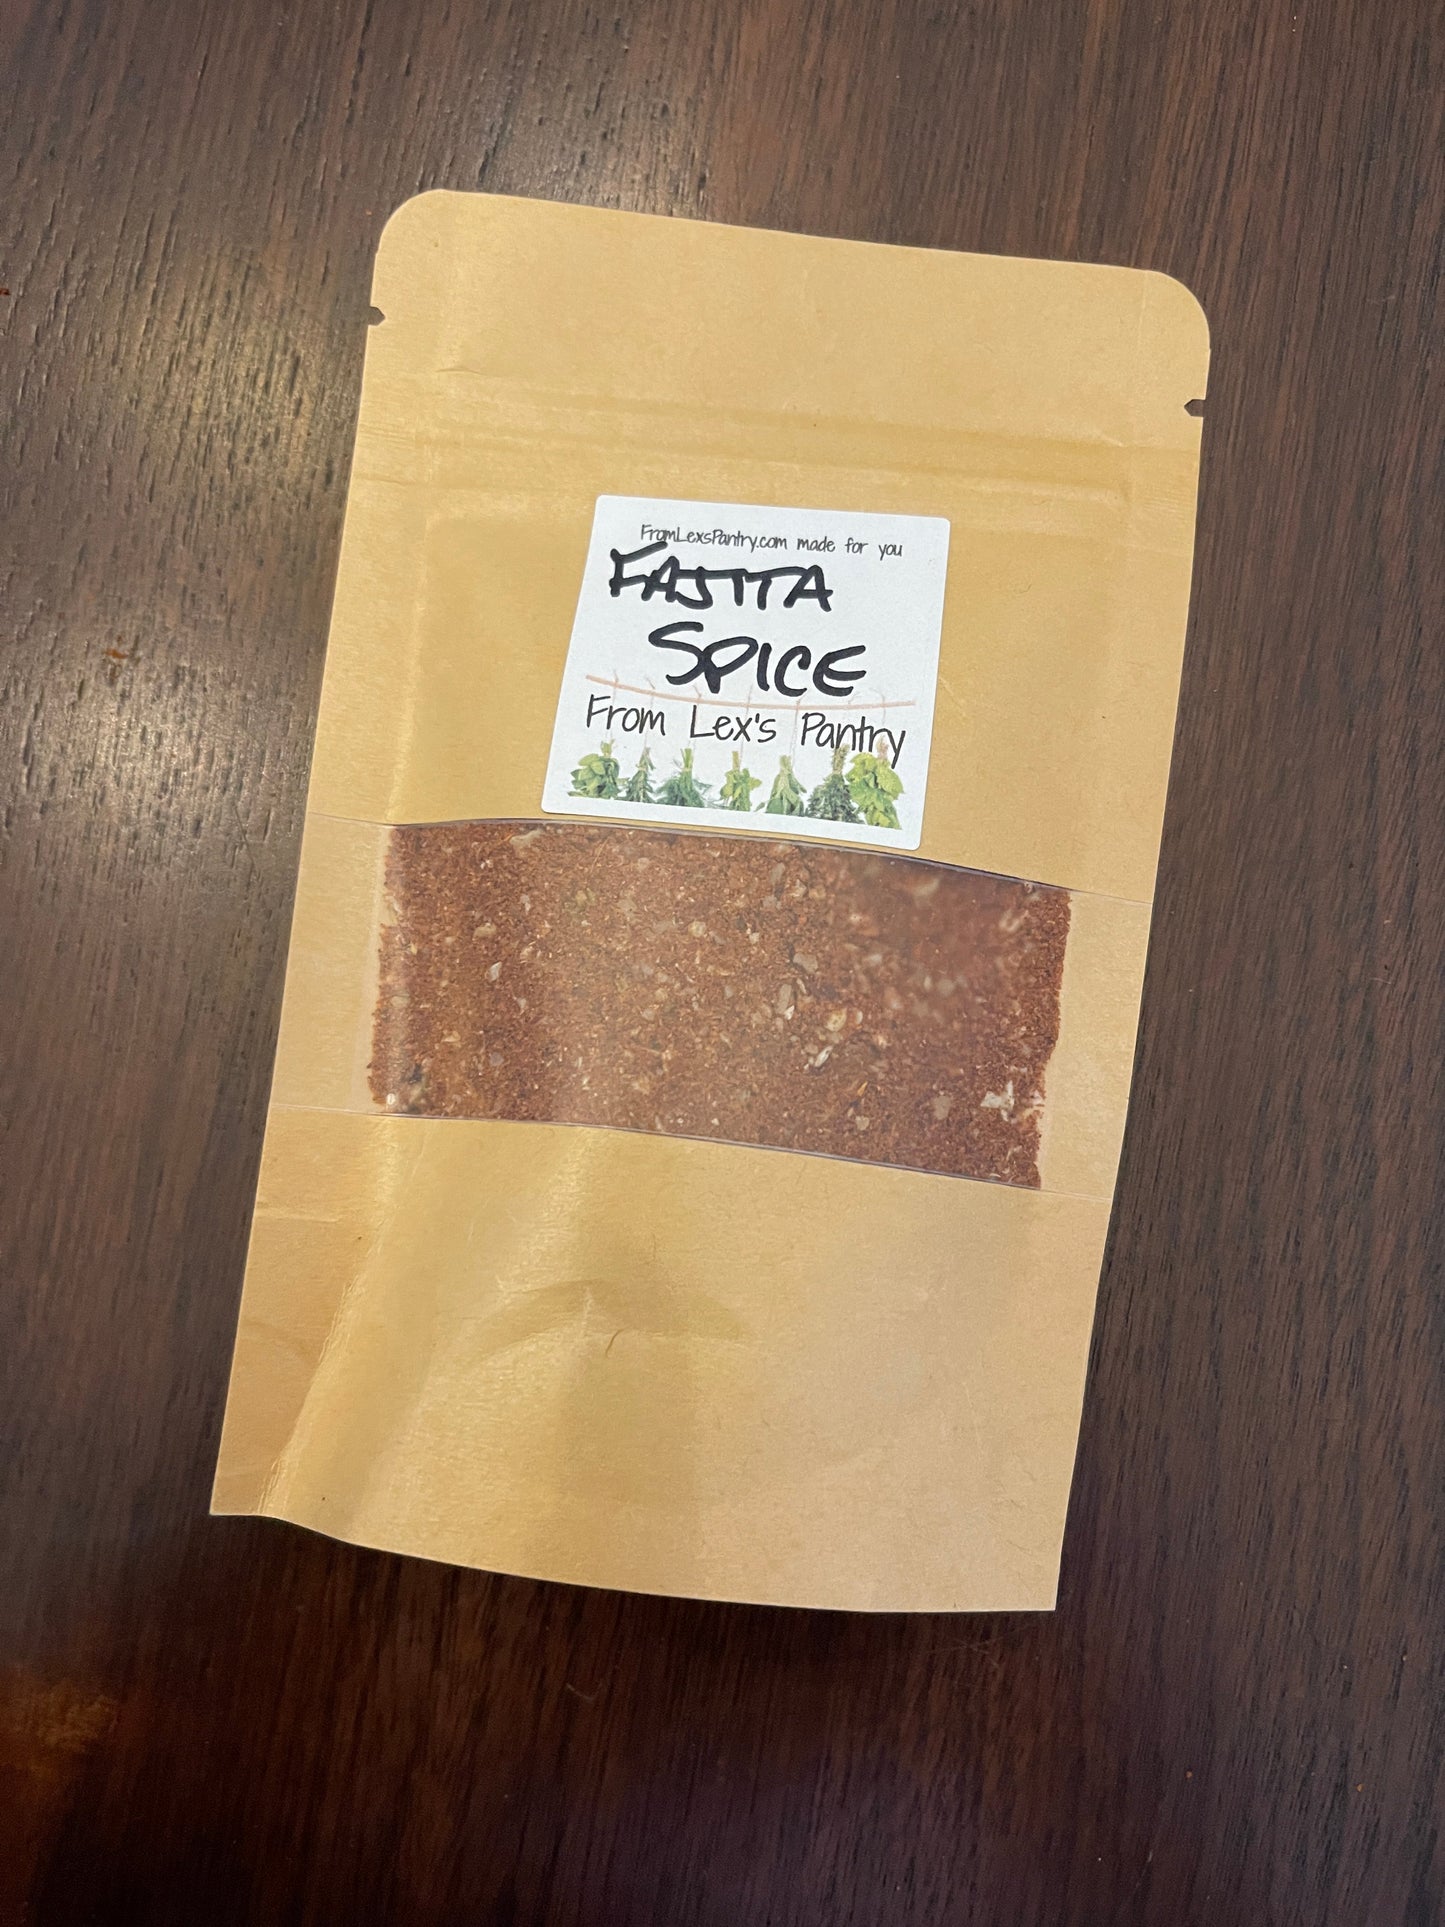 FromLexsPantry.com made for you
FAJITA
SPICE
From Lex's Pantry